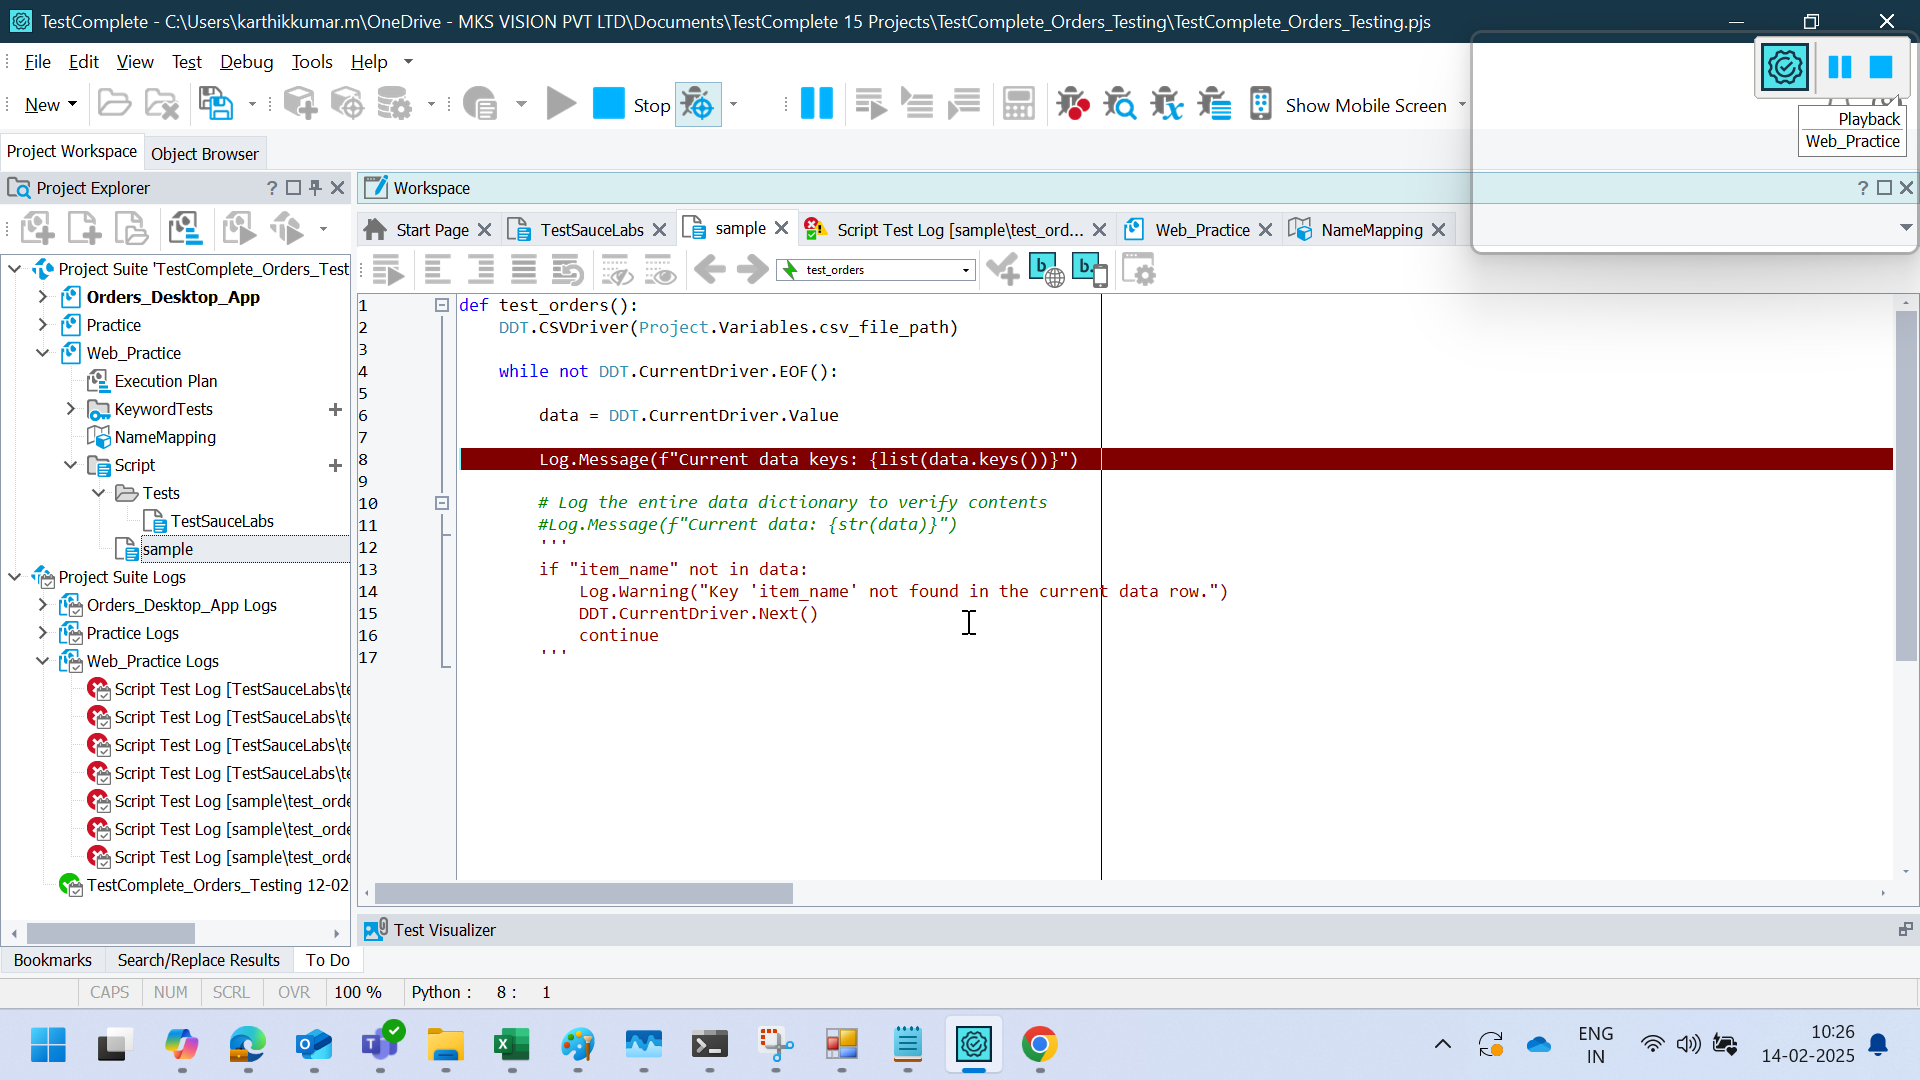 TestComplete - C:\Users\karthikkumar.m\OneDrive - MKS VISION PVT LTD\Documents\TestComplete 15 Projects\TestComplete_Orders_Testing\TestComplete_Orders_Testing.pjs
File Edit View Test Debug Tools Help
New Stop Show Mobile Screen
Playback
Web_Practice
Project Workspace Object Browser
Project Explorer
Workspace
Start Page TestSauceLabs sample Script Test Log [sample\test_ord... Web_Practice NameMapping
test_orders
Project Suite 'TestComplete_Orders_Test
Orders_Desktop_App
Practice
Web_Practice
Execution Plan
KeywordTests
NameMapping
Script
Tests
TestSauceLabs
sample
Project Suite Logs
Orders_Desktop_App Logs
Practice Logs
Web_Practice Logs
Script Test Log [TestSauceLabs\te
Script Test Log [TestSauceLabs\te
Script Test Log [TestSauceLabs\te
Script Test Log [TestSauceLabs\te
Script Test Log [sample\test_orde
Script Test Log [sample\test_orde
Script Test Log [sample\test_orde
TestComplete_Orders_Testing 12-02
1 def test_orders():
2 DDT.CSVDriver(Project.Variables.csv_file_path)
3
4 while not DDT.CurrentDriver.EOF():
5
6 data = DDT.CurrentDriver.Value
7
8 Log.Message(f"Current data keys: {list(data.keys())}")
9
10 # Log the entire data dictionary to verify contents
11 #Log.Message(f"Current data: {str(data)}")
12 '''
13 if "item_name" not in data:
14 Log.Warning("Key 'item_name' not found in the current data row.")
15 DDT.CurrentDriver.Next()
16 continue
17 '''
Test Visualizer
Bookmarks Search/Replace Results To Do
CAPS NUM SCRL OVR 100 % Python : 8 : 1
ENG
IN
10:26
14-02-2025